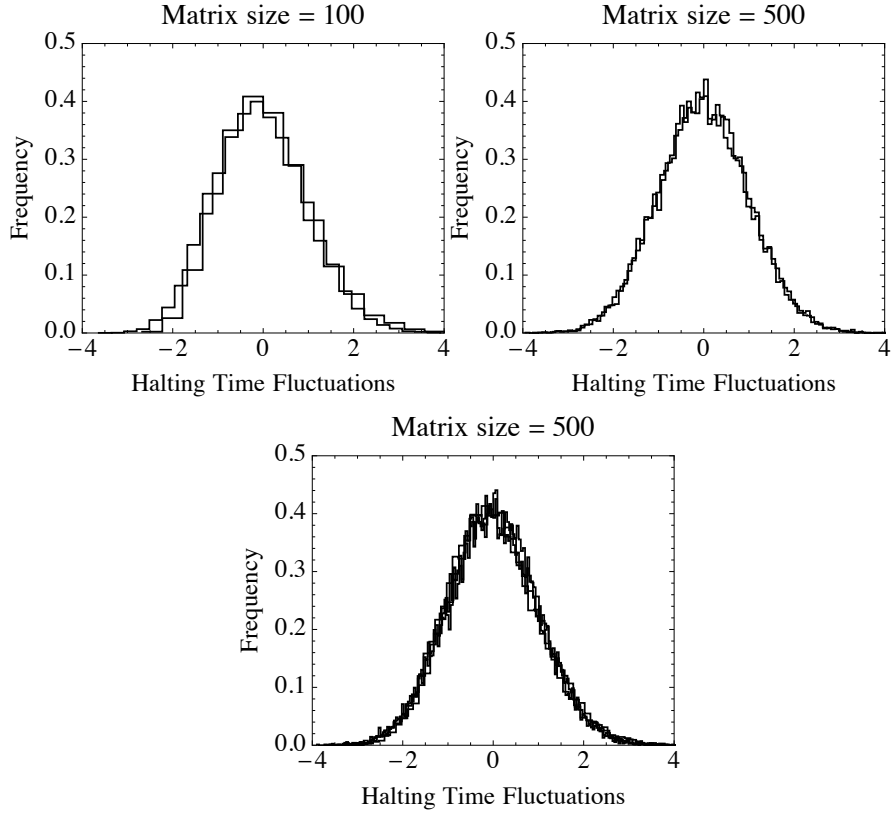 Matrix size = 100
Frequency
0.5
0.4
0.3
0.2
0.1
0.0
−4 −2 0 2 4
Halting Time Fluctuations
Matrix size = 500
Frequency
0.5
0.4
0.3
0.2
0.1
0.0
−4 −2 0 2 4
Halting Time Fluctuations
Matrix size = 500
Frequency
0.5
0.4
0.3
0.2
0.1
0.0
−4 −2 0 2 4
Halting Time Fluctuations